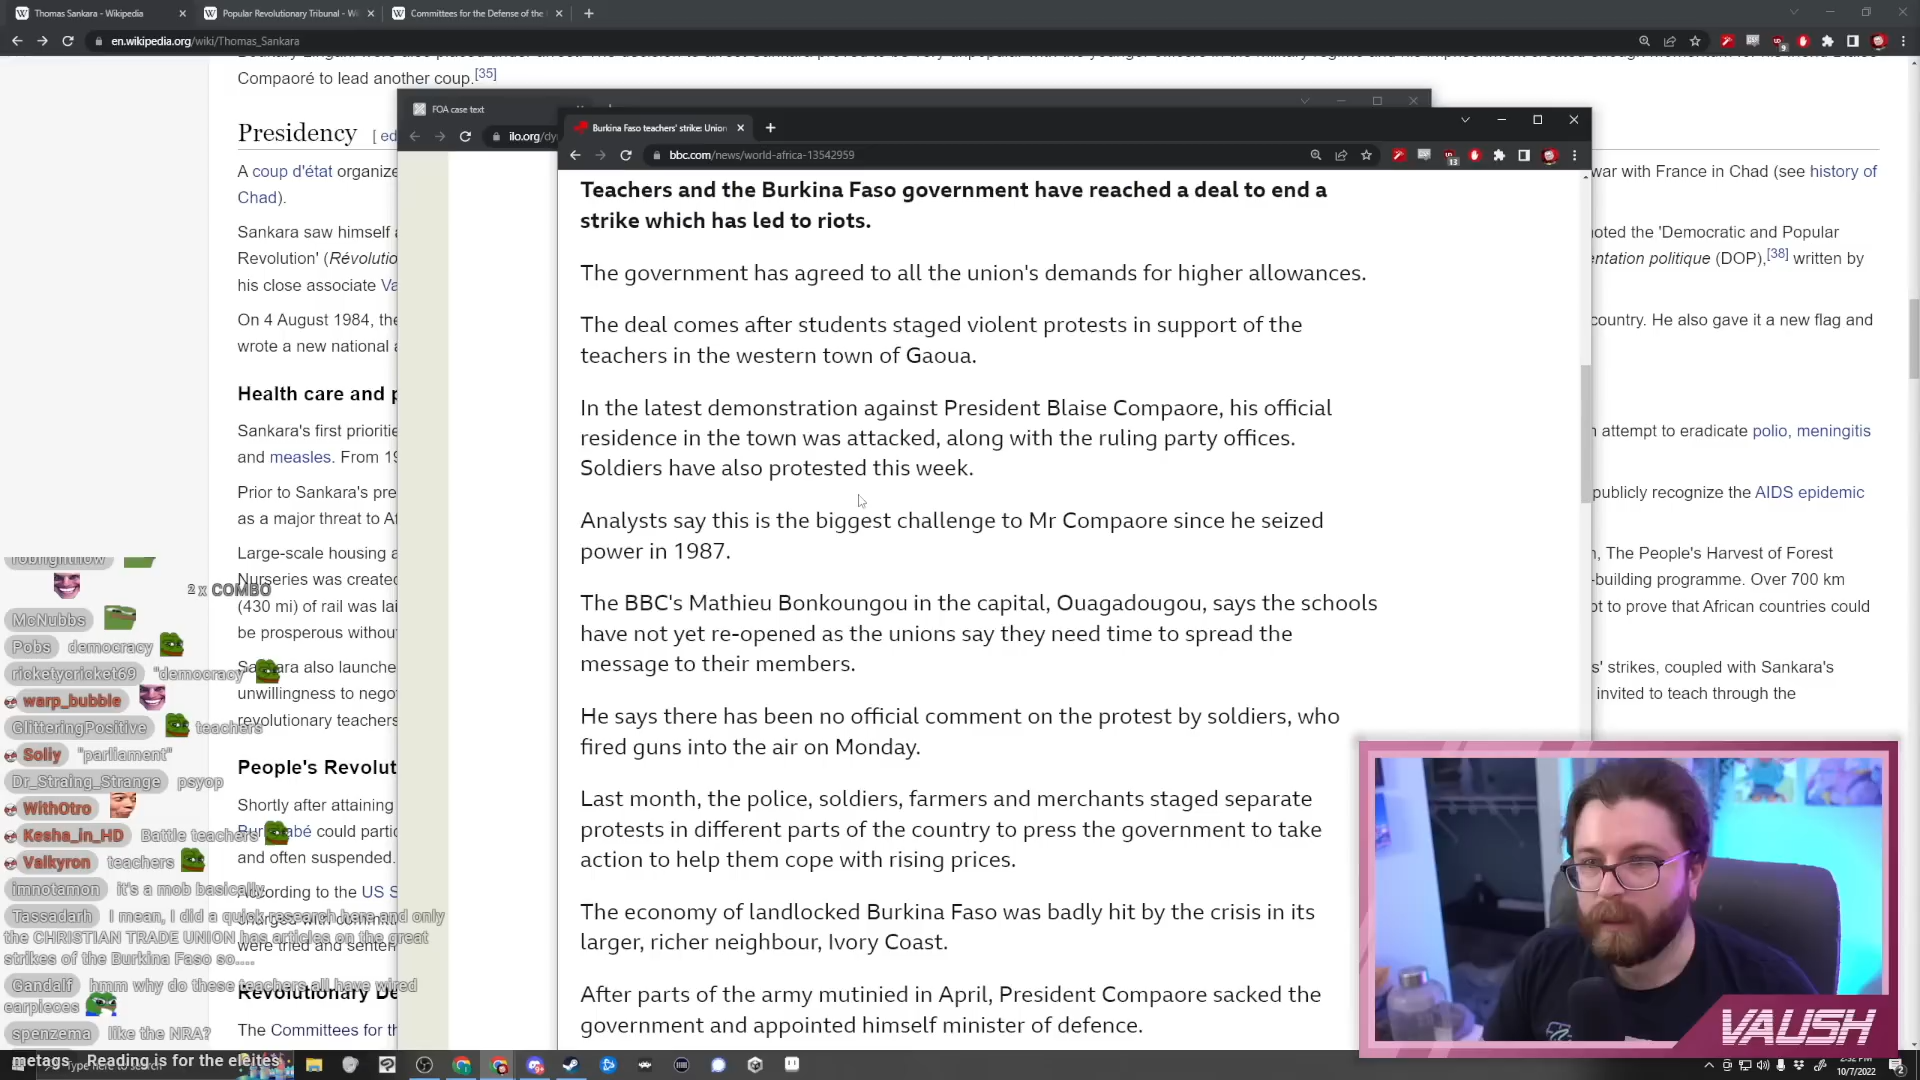 Thomas Sankara - Wikipedia
Popular Revolutionary Tribunal - Wi
Committees for the Defense of the
en.wikipedia.org/wiki/Thomas_Sankara
Compaoré to lead another coup.[35]
Presidency [ ed
A coup d'état organize
Chad).
Sankara saw himself
Revolution' (Révolutio
his close associate Va
On 4 August 1984, the
wrote a new national a
Health care and p
Sankara's first prioritie
and measles. From 19
Prior to Sankara's pre
as a major threat to Af
Large-scale housing a
Nurseries was created
(430 mi) of rail was lai
be prosperous withou
Sankara also launche
unwillingness to nego
revolutionary teachers
People's Revolut
Shortly after attaining
Burkinabé could partic
and often suspended.
According to the US S
were tried and senten
Revolutionary De
The Committees for th
FOA case text
ilo.org/dy
Burkina Faso teachers' strike: Union
bbc.com/news/world-africa-13542959
Teachers and the Burkina Faso government have reached a deal to end a
strike which has led to riots.
The government has agreed to all the union's demands for higher allowances.
The deal comes after students staged violent protests in support of the
teachers in the western town of Gaoua.
In the latest demonstration against President Blaise Compaore, his official
residence in the town was attacked, along with the ruling party offices.
Soldiers have also protested this week.
Analysts say this is the biggest challenge to Mr Compaore since he seized
power in 1987.
The BBC's Mathieu Bonkoungou in the capital, Ouagadougou, says the schools
have not yet re-opened as the unions say they need time to spread the
message to their members.
He says there has been no official comment on the protest by soldiers, who
fired guns into the air on Monday.
Last month, the police, soldiers, farmers and merchants staged separate
protests in different parts of the country to press the government to take
action to help them cope with rising prices.
The economy of landlocked Burkina Faso was badly hit by the crisis in its
larger, richer neighbour, Ivory Coast.
After parts of the army mutinied in April, President Compaore sacked the
government and appointed himself minister of defence.
war with France in Chad (see history of
noted the 'Democratic and Popular
entation politique (DOP),[38] written by
country. He also gave it a new flag and
attempt to eradicate polio, meningitis
publicly recognize the AIDS epidemic
, The People's Harvest of Forest
-building programme. Over 700 km
ot to prove that African countries could
s' strikes, coupled with Sankara's
invited to teach through the
2 x COMBO
McNubbs
Pobs democracy
ricketycricket69 "democracy"
warp_bubble
GlitteringPositive teachers
Solly "parliament"
Dr_Straing_Strange psyop
WithOtro
Kesha_in_HD Battle teachers
Valkyron teachers
imnotamon it's a mob basically
Tassadarh I mean, I did a quick research here and only
the CHRISTIAN TRADE UNION has articles on the great
strikes of the Burkina Faso so....
Gandalf hmm why do these teachers all have wired
earpieces
spenzema like the NRA?
metags Reading is for the eleites
VAUSH
2:32 PM
10/7/2022